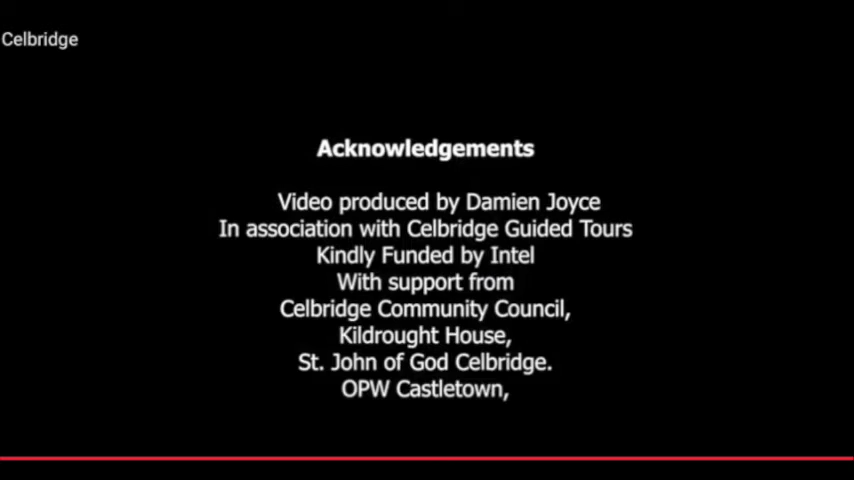 Celbridge
Acknowledgements
Video produced by Damien Joyce
In association with Celbridge Guided Tours
Kindly Funded by Intel
With support from
Celbridge Community Council,
Kildrought House,
St. John of God Celbridge.
OPW Castletown,